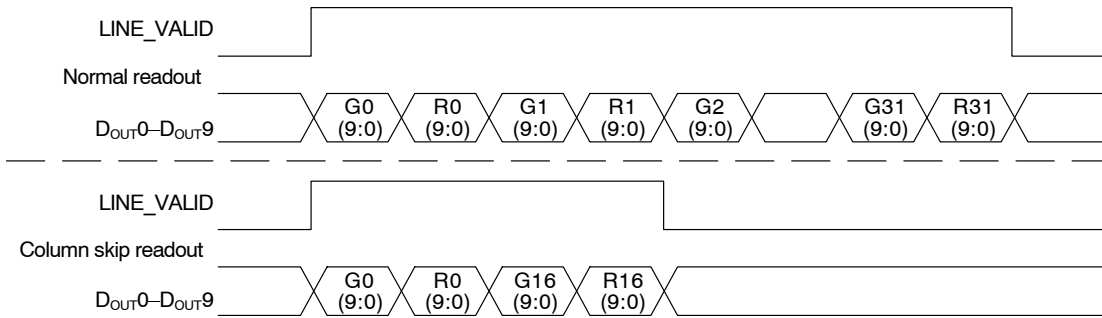 LINE_VALID
Normal readout
G0 R0 G1 R1 G2 G31 R31
DOUT0–DOUT9 (9:0) (9:0) (9:0) (9:0) (9:0) (9:0) (9:0)
LINE_VALID
Column skip readout
G0 R0 G16 R16
DOUT0–DOUT9 (9:0) (9:0) (9:0) (9:0)